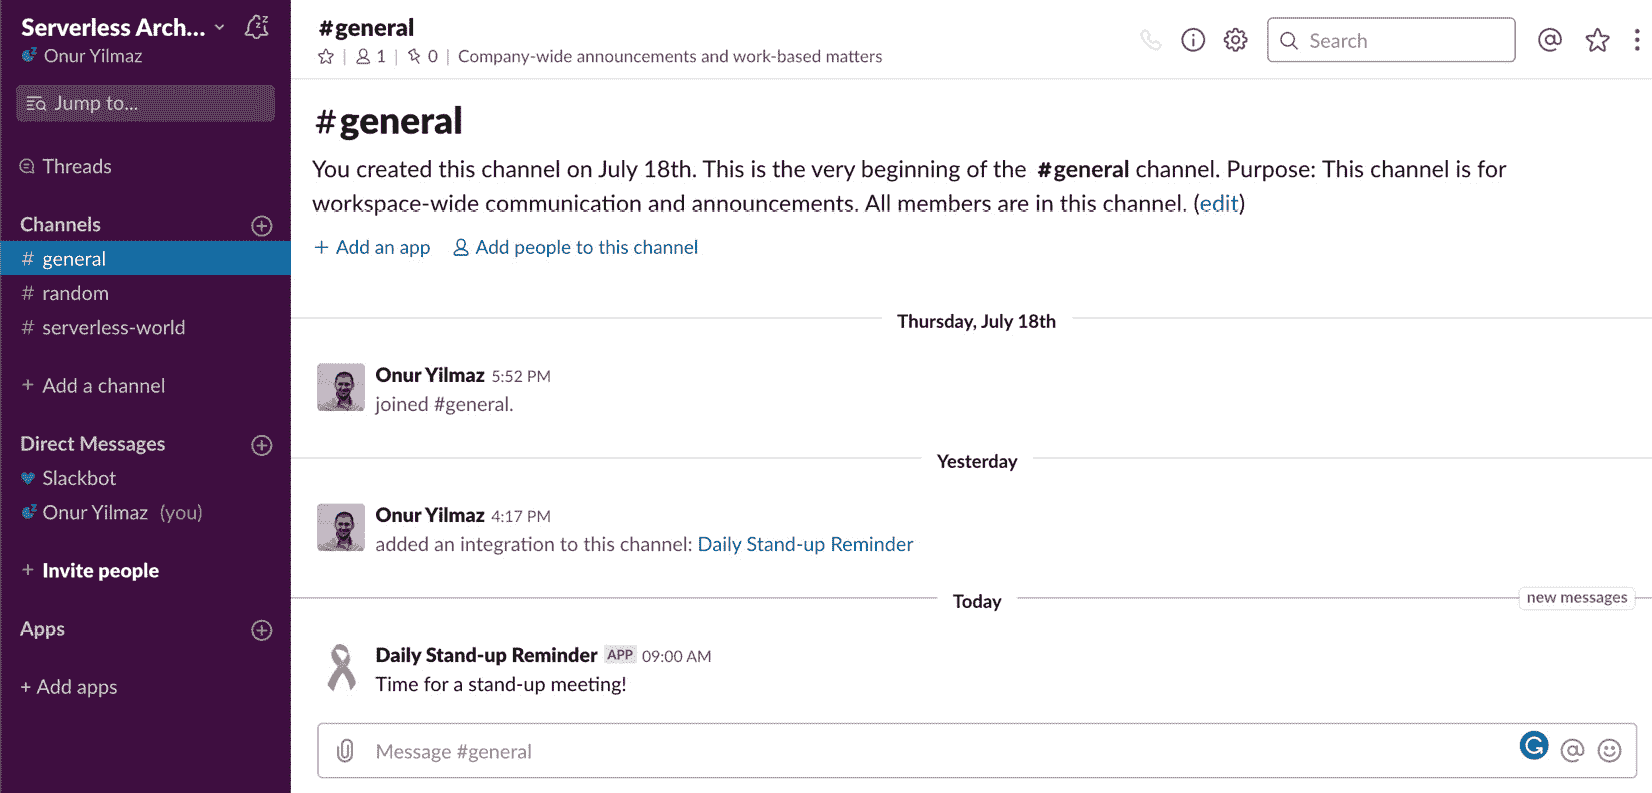 Serverless Arch...
Onur Yilmaz
Jump to...
Threads
Channels
# general
# random
# serverless-world
+ Add a channel
Direct Messages
Slackbot
Onur Yilmaz (you)
+ Invite people
Apps
+ Add apps
#general
1 | 0 | Company-wide announcements and work-based matters
Search
#general
You created this channel on July 18th. This is the very beginning of the #general channel. Purpose: This channel is for
workspace-wide communication and announcements. All members are in this channel. (edit)
+ Add an app Add people to this channel
Thursday, July 18th
Onur Yilmaz 5:52 PM
joined #general.
Yesterday
Onur Yilmaz 4:17 PM
added an integration to this channel: Daily Stand-up Reminder
Today
new messages
Daily Stand-up Reminder APP 09:00 AM
Time for a stand-up meeting!
Message #general